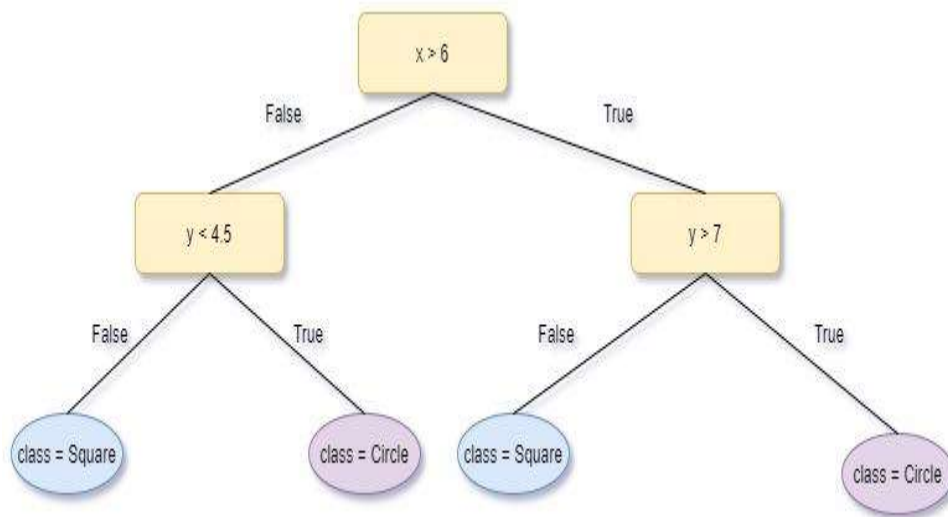 x > 6
False
True
y < 4.5
y > 7
False
True
False
True
class = Square
class = Circle
class = Square
class = Circle